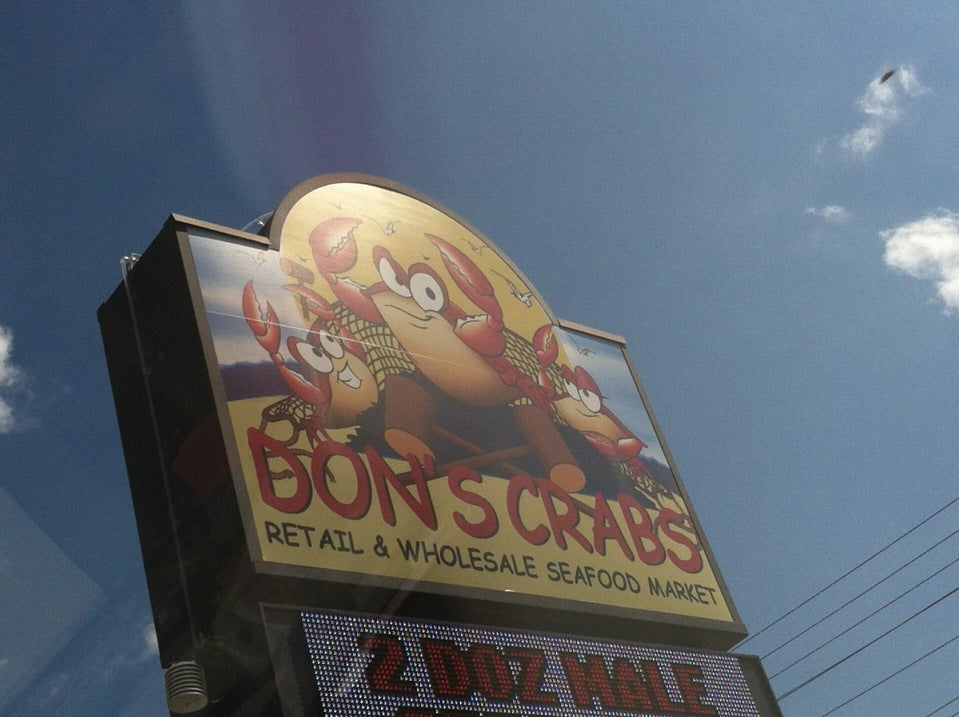 DON'S CRABS
RETAIL & WHOLESALE SEAFOOD MARKET
2 DOZ MALE